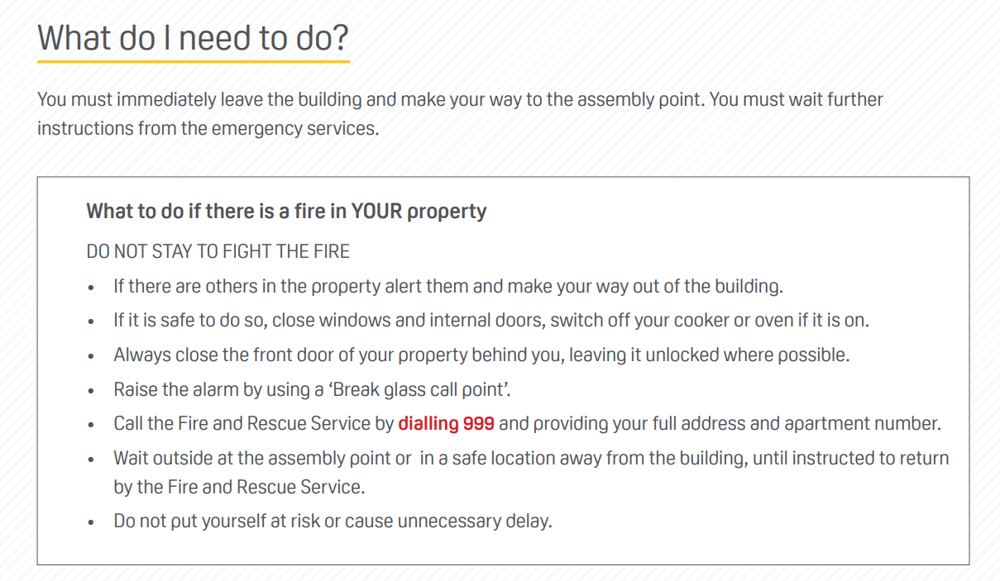 What do I need to do?
You must immediately leave the building and make your way to the assembly point. You must wait further
instructions from the emergency services.
What to do if there is a fire in YOUR property
DO NOT STAY TO FIGHT THE FIRE
• If there are others in the property alert them and make your way out of the building.
• If it is safe to do so, close windows and internal doors, switch off your cooker or oven if it is on.
• Always close the front door of your property behind you, leaving it unlocked where possible.
• Raise the alarm by using a ‘Break glass call point’.
• Call the Fire and Rescue Service by dialling 999 and providing your full address and apartment number.
• Wait outside at the assembly point or  in a safe location away from the building, until instructed to return
by the Fire and Rescue Service.
• Do not put yourself at risk or cause unnecessary delay.